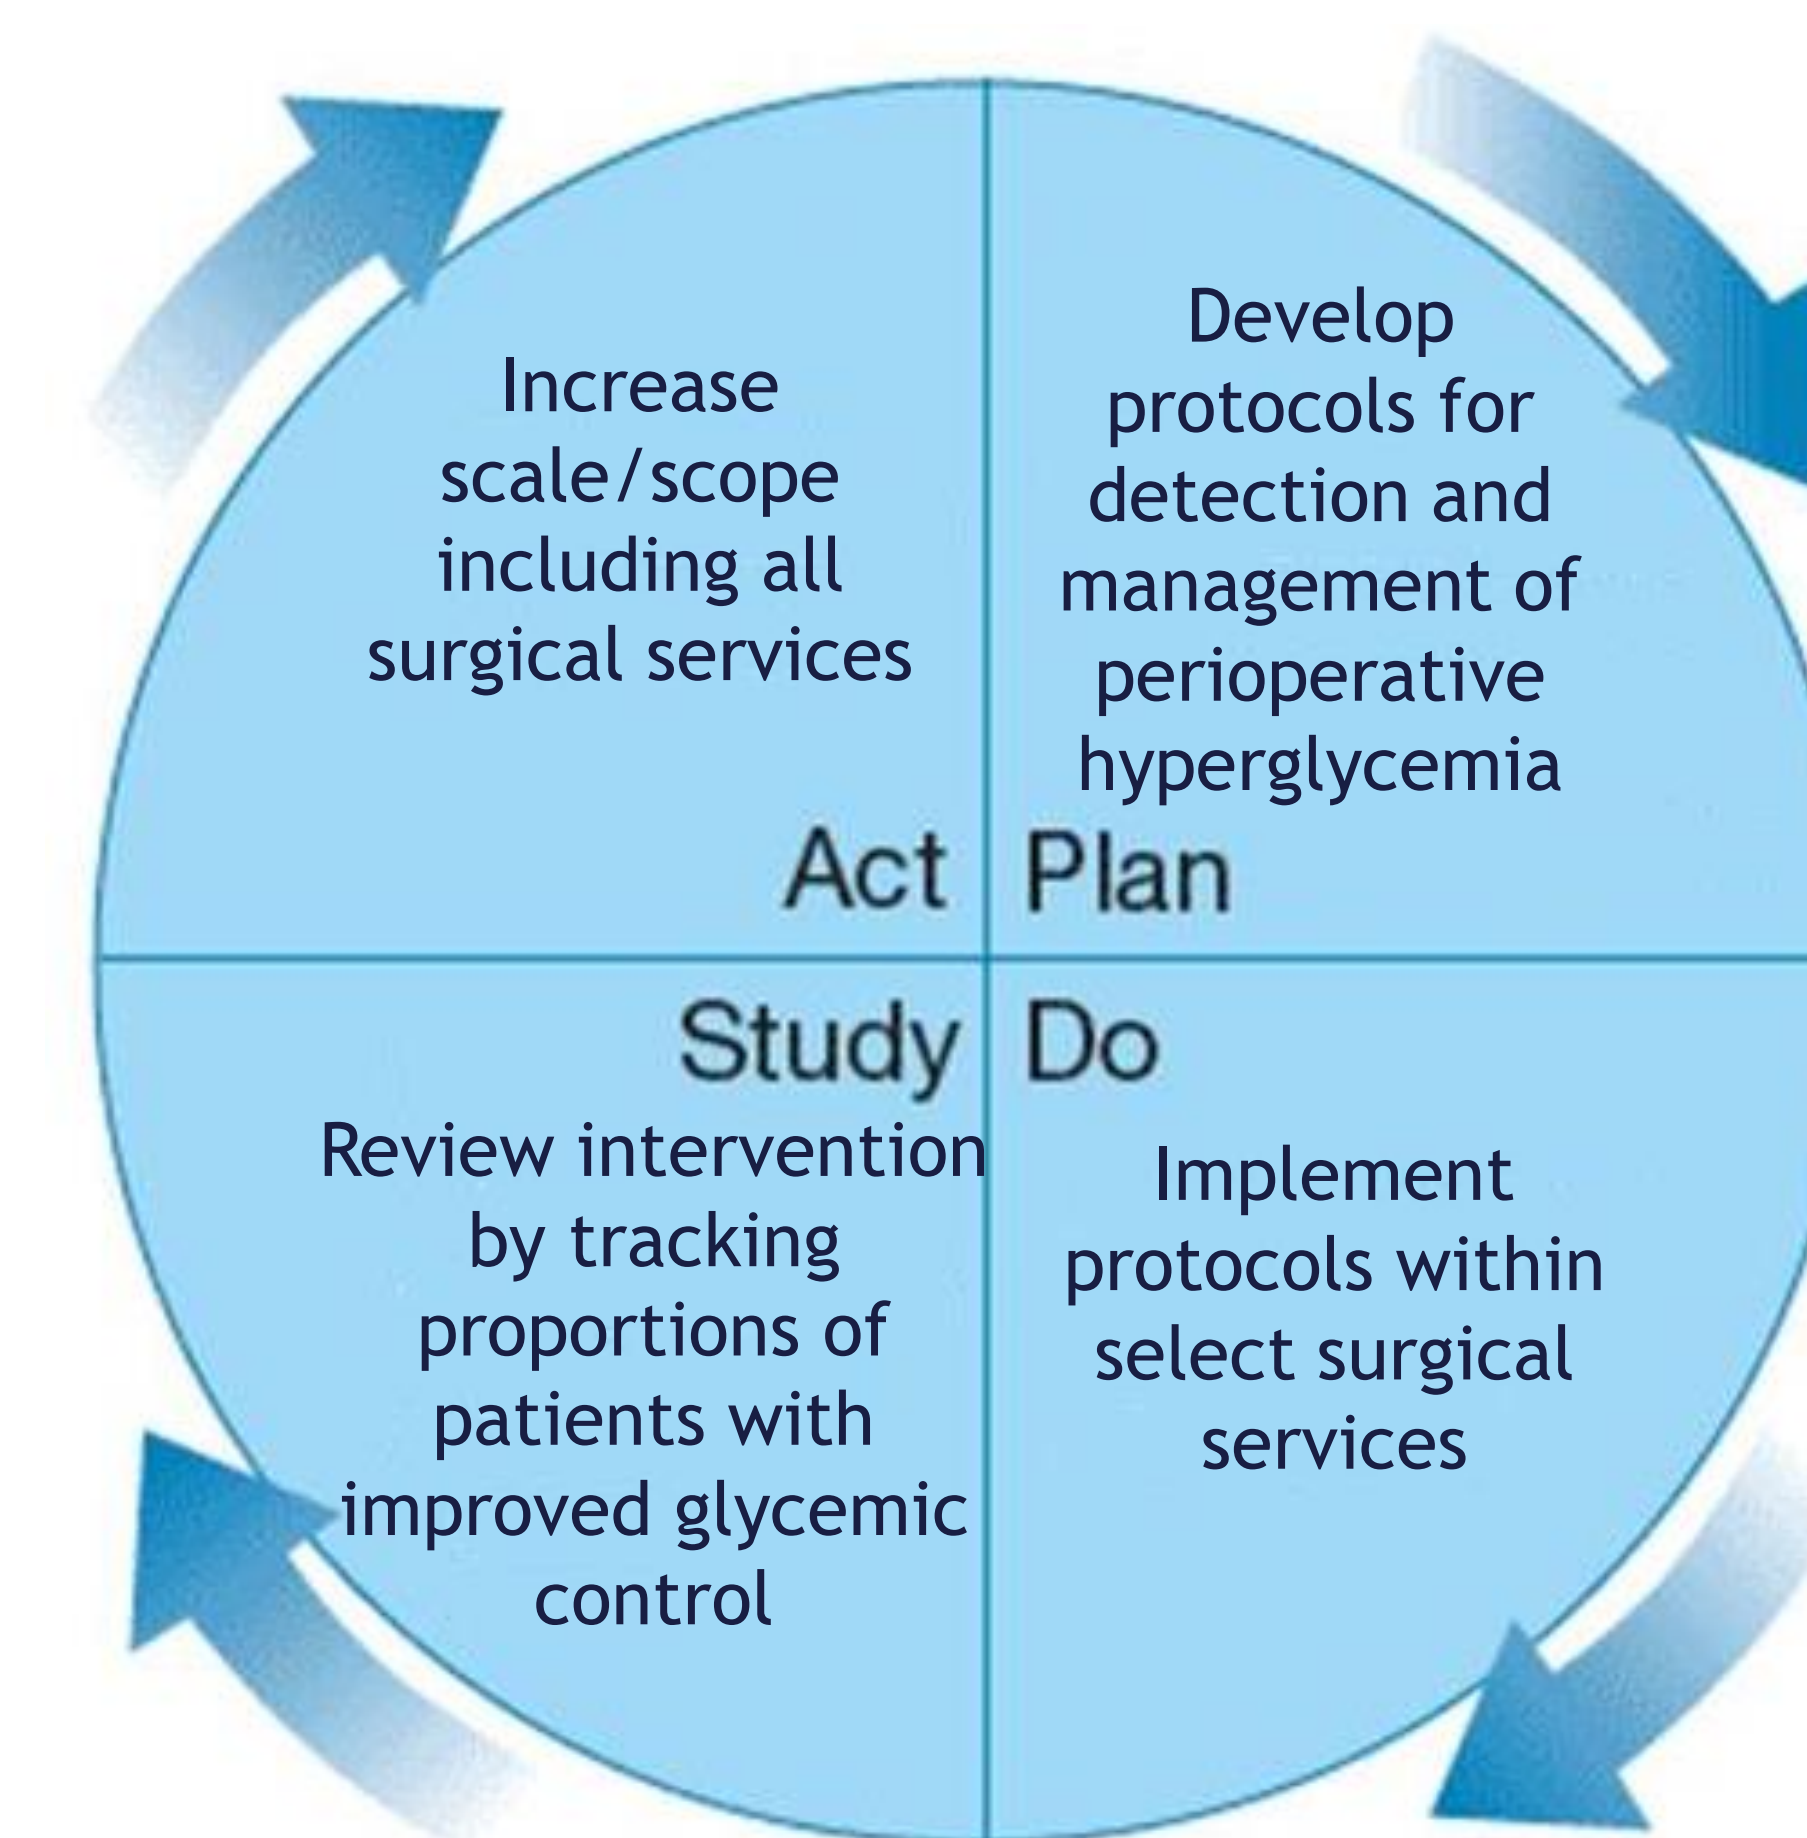 Increase
scale/scope
including all
surgical services
Act
Develop
protocols for
detection and
management of
perioperative
hyperglycemia
Plan
Study
Review intervention
by tracking
proportions of
patients with
improved glycemic
control
Do
Implement
protocols within
select surgical
services